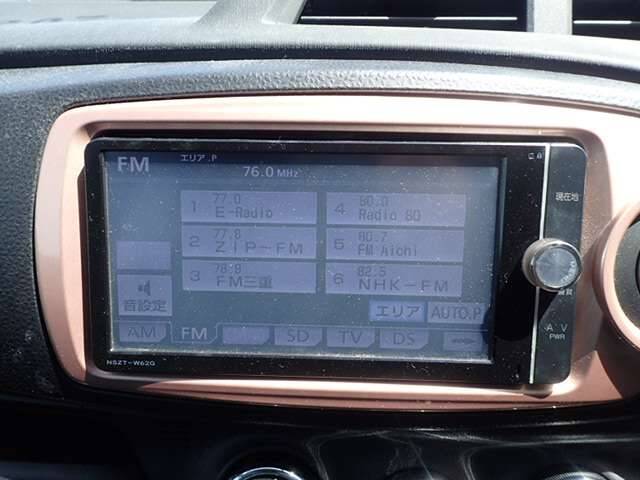 FM
エリア.P
76.0 MHz
現在地
1 77.0 E-Radio
4 80.0 Radio 80
2 77.8 ZIP-FM
5 80.7 FM Aichi
3 78.9 FM三重
6 82.5 NHK-FM
音設定
エリア
AUTO.P
AM
FM
SD
TV
DS
AV
PWR
NSZT-W62G